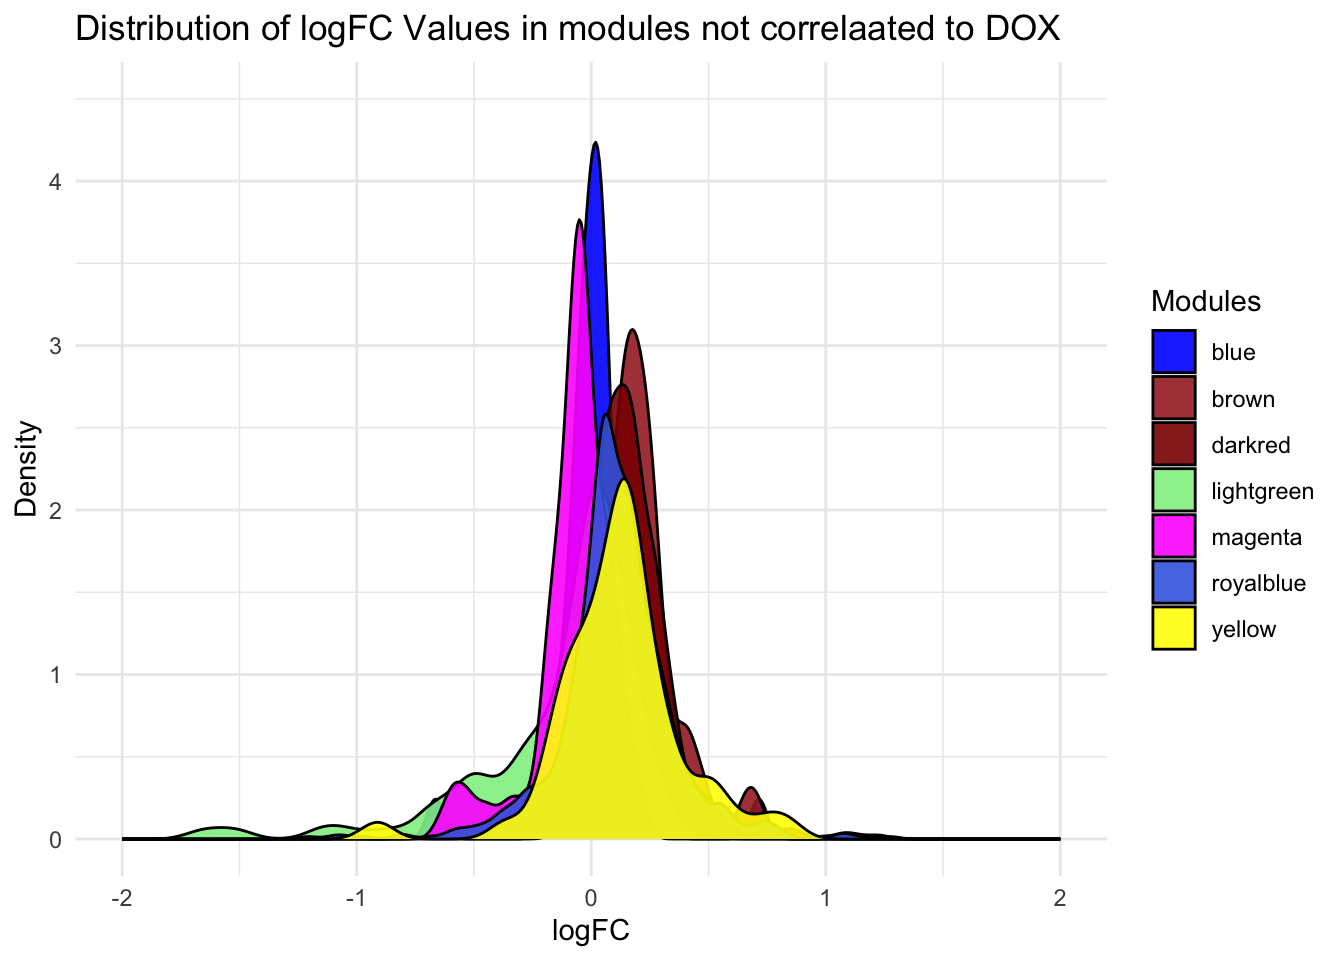 Distribution of logFC Values in modules not correlaated to DOX
Density
4
3
2
1
0
-2
-1
0
1
2
logFC
Modules
blue
brown
darkred
lightgreen
magenta
royalblue
yellow